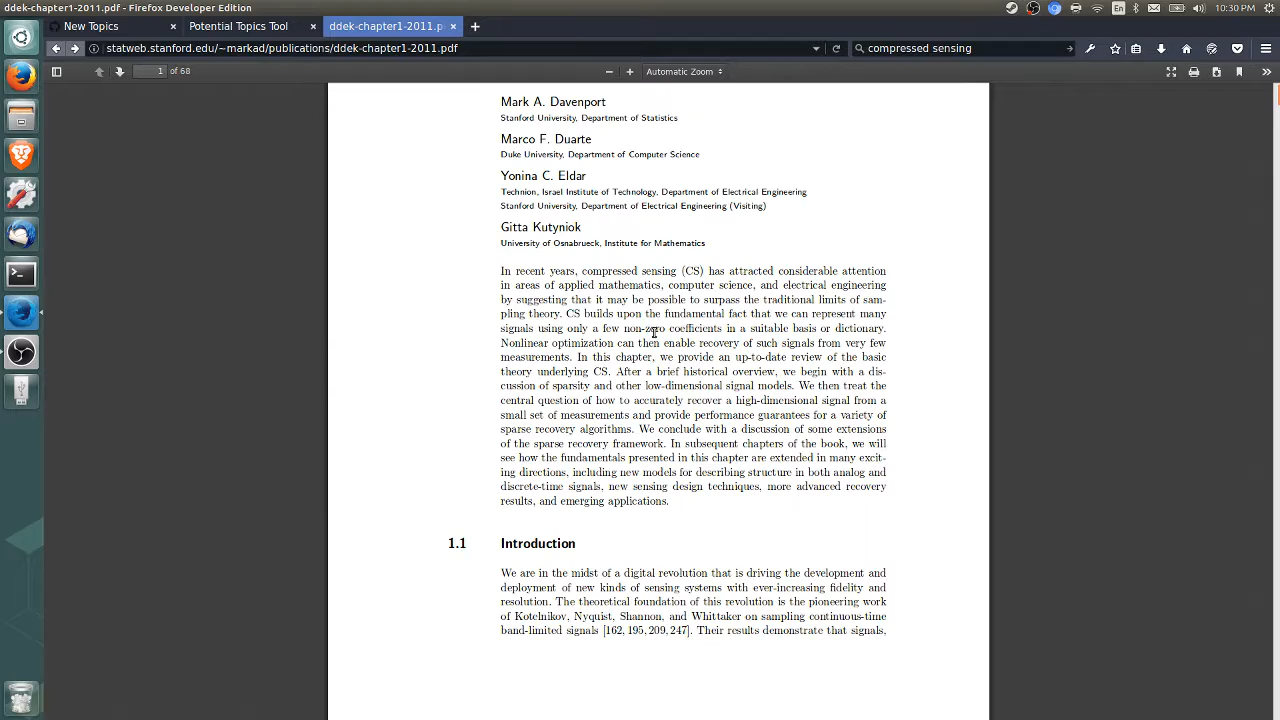 ddek-chapter1-2011.pdf - Firefox Developer Edition
En
10:30 PM
New Topics
Potential Topics Tool
ddek-chapter1-2011.p...
statweb.stanford.edu/~markad/publications/ddek-chapter1-2011.pdf
compressed sensing
1 of 68
Automatic Zoom
Mark A. Davenport
Stanford University, Department of Statistics
Marco F. Duarte
Duke University, Department of Computer Science
Yonina C. Eldar
Technion, Israel Institute of Technology, Department of Electrical Engineering
Stanford University, Department of Electrical Engineering (Visiting)
Gitta Kutyniok
University of Osnabrueck, Institute for Mathematics
In recent years, compressed sensing (CS) has attracted considerable attention
in areas of applied mathematics, computer science, and electrical engineering
by suggesting that it may be possible to surpass the traditional limits of sam-
pling theory. CS builds upon the fundamental fact that we can represent many
signals using only a few non-zero coefficients in a suitable basis or dictionary.
Nonlinear optimization can then enable recovery of such signals from very few
measurements. In this chapter, we provide an up-to-date review of the basic
theory underlying CS. After a brief historical overview, we begin with a dis-
cussion of sparsity and other low-dimensional signal models. We then treat the
central question of how to accurately recover a high-dimensional signal from a
small set of measurements and provide performance guarantees for a variety of
sparse recovery algorithms. We conclude with a discussion of some extensions
of the sparse recovery framework. In subsequent chapters of the book, we will
see how the fundamentals presented in this chapter are extended in many excit-
ing directions, including new models for describing structure in both analog and
discrete-time signals, new sensing design techniques, more advanced recovery
results, and emerging applications.
1.1 Introduction
We are in the midst of a digital revolution that is driving the development and
deployment of new kinds of sensing systems with ever-increasing fidelity and
resolution. The theoretical foundation of this revolution is the pioneering work
of Kotelnikov, Nyquist, Shannon, and Whittaker on sampling continuous-time
band-limited signals [162, 195, 209, 247]. Their results demonstrate that signals,